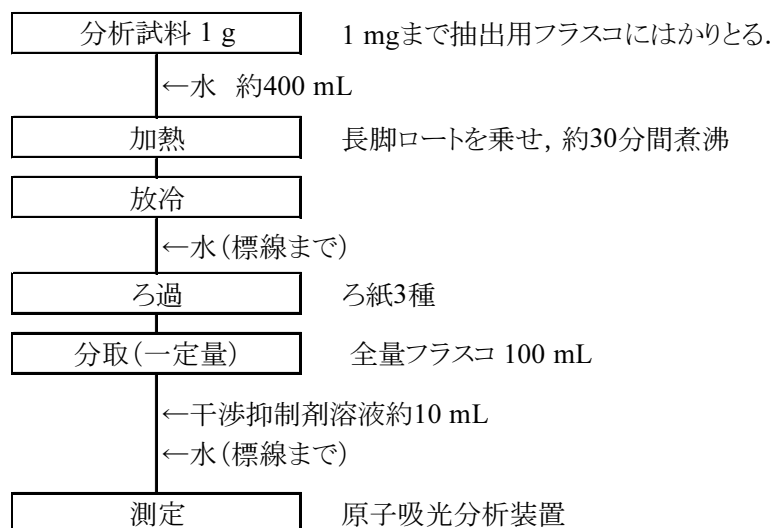 分析試料 1 g 1 mgまで抽出用フラスコにはかりとる.
←水 約400 mL
加熱 長脚ロートを乗せ, 約30分間煮沸
放冷
←水(標線まで)
ろ過 ろ紙3種
分取(一定量) 全量フラスコ 100 mL
←干渉抑制剤溶液約10 mL
←水(標線まで)
測定 原子吸光分析装置